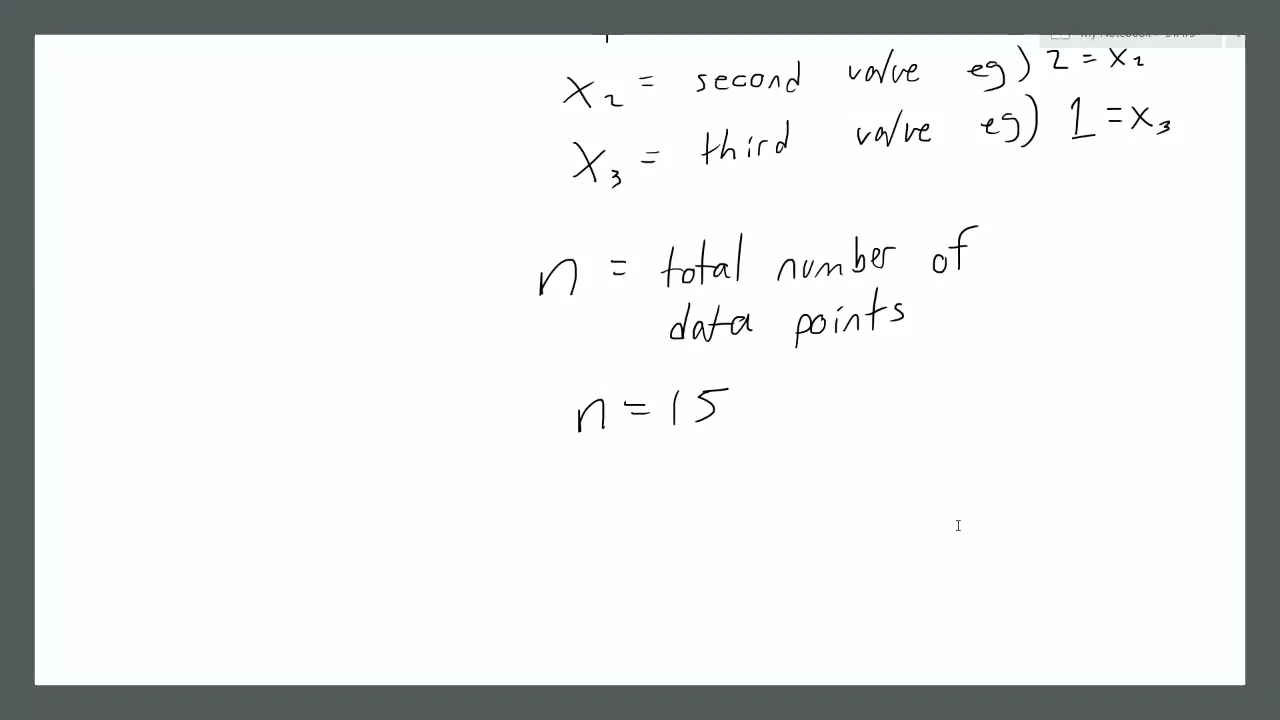 x₂ = second value eg) 2 = x₂
x₃ = third value eg) 1 = x₃
n = total number of
data points
n = 15